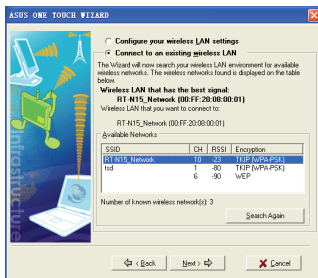 ASUS ONE TOUCH WIZARD
Configure your wireless LAN settings
Connect to an existing wireless LAN
The Wizard will now search your wireless LAN environment for available
wireless networks. The wireless networks found is displayed on the table
below.
Wireless LAN that has the best signal:
RT-N15_Network (00:FF:20:08:00:01)
Wireless LAN that you want to connect to:
RT-N15_Network (00:FF:20:08:00:01)
Available Networks
SSID CH RSSI Encryption
RT-N15_Network 10 -23 TKIP (WPA-PSK)
tsd 1 -80 TKIP (WPA-PSK)
6 -90 WEP
Number of known wireless network(s): 3
Search Again
Infrastructure
< Back Next > Cancel